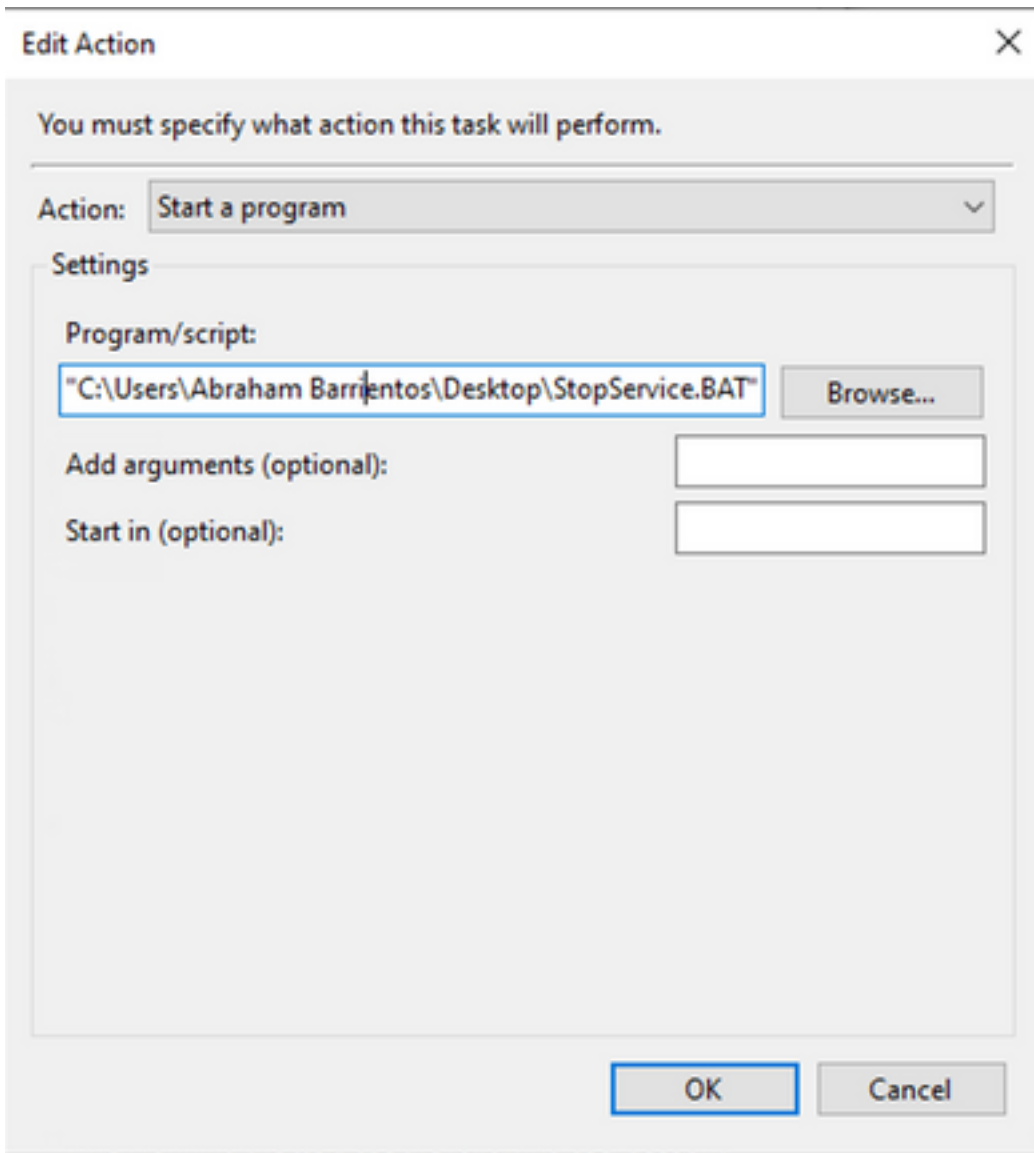 Edit Action
You must specify what action this task will perform.
Action: Start a program
Settings
Program/script:
"C:\Users\Abraham Barrientos\Desktop\StopService.BAT" Browse...
Add arguments (optional):
Start in (optional):
OK Cancel